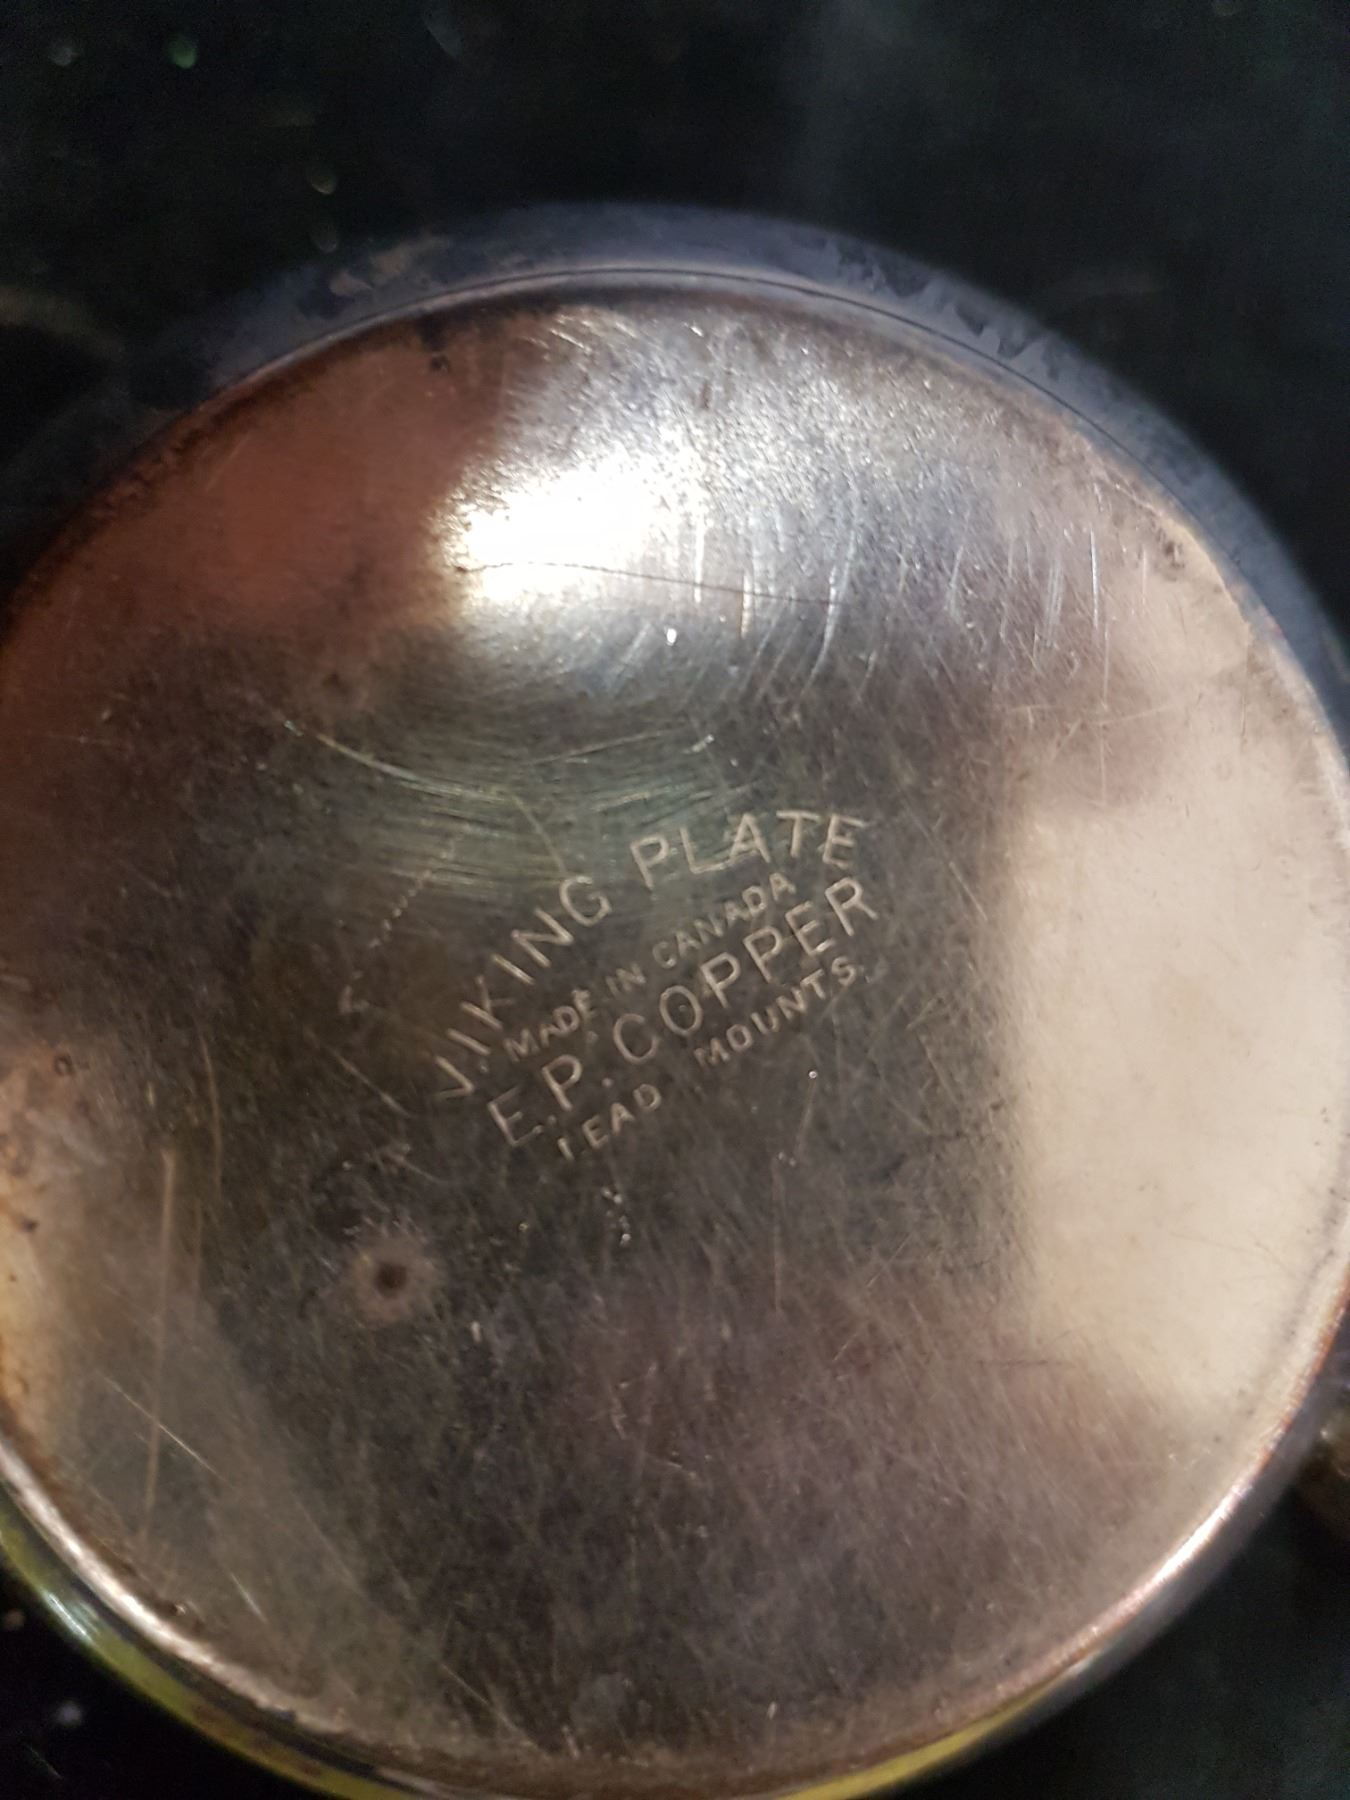 VIKING PLATE
MADE IN CANADA
E.P. COPPER
LEAD MOUNTS